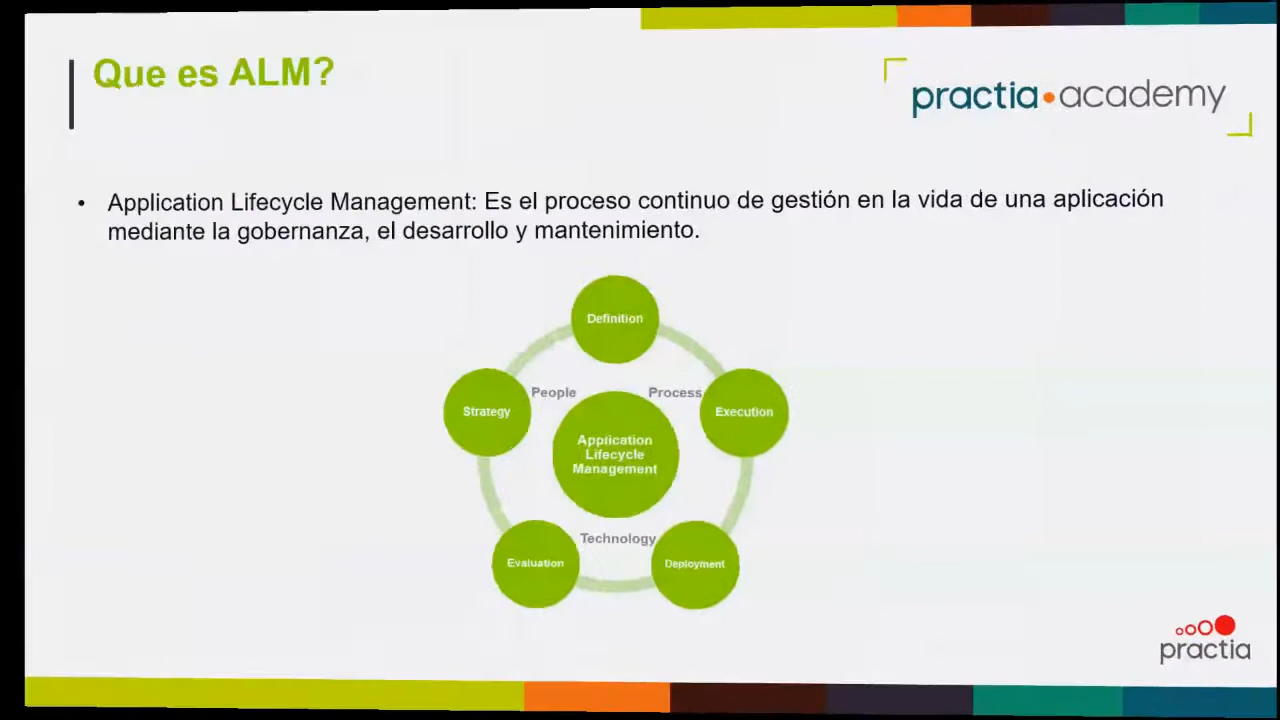 Que es ALM?
practia academy
• Application Lifecycle Management: Es el proceso continuo de gestión en la vida de una aplicación
mediante la gobernanza, el desarrollo y mantenimiento.
Definition
People
Process
Strategy
Execution
Application
Lifecycle
Management
Technology
Evaluation
Deployment
practia